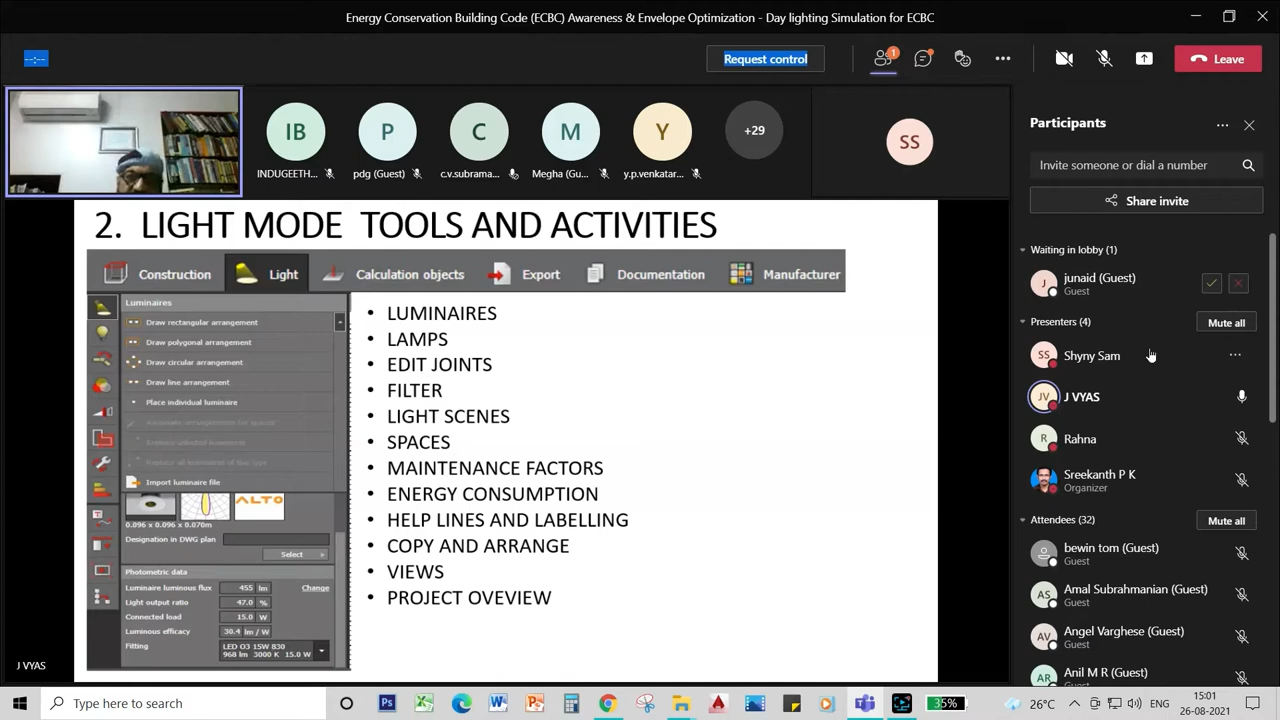 Energy Conservation Building Code (ECBC) Awareness & Envelope Optimization - Day lighting Simulation for ECBC
--:--
Request control
1
Leave
IB
P
C
M
Y
+29
SS
INDUGEETH...
pdg (Guest)
c.v.subrama...
Megha (Gu...
y.p.venkatar...
Participants
Invite someone or dial a number
Share invite
Waiting in lobby (1)
J
junaid (Guest)
Guest
Presenters (4)
Mute all
SS
Shyny Sam
JV
J VYAS
R
Rahna
Sreekanth P K
Organizer
Attendees (32)
Mute all
bewin tom (Guest)
Guest
AS
Amal Subrahmanian (Guest)
Guest
AV
Angel Varghese (Guest)
Guest
AR
Anil M R (Guest)
Guest
2. LIGHT MODE TOOLS AND ACTIVITIES
Construction
Light
Calculation objects
Export
Documentation
Manufacturer
Luminaires
Draw rectangular arrangement
Draw polygonal arrangement
Draw circular arrangement
Draw line arrangement
Place individual luminaire
Import luminaire file
ALTO
0.096 x 0.096 x 0.070m
Designation in DWG plan
Select
Photometric data
Luminaire luminous flux 455 lm Change
Light output ratio 47.0 %
Connected load 15.0 W
Luminous efficacy 30.4 lm / W
Fitting LED O3 15W 830
968 lm 3000 K 15.0 W
• LUMINAIRES
• LAMPS
• EDIT JOINTS
• FILTER
• LIGHT SCENES
• SPACES
• MAINTENANCE FACTORS
• ENERGY CONSUMPTION
• HELP LINES AND LABELLING
• COPY AND ARRANGE
• VIEWS
• PROJECT OVEVIEW
J VYAS
Type here to search
35%
26°C
ENG
15:01
26-08-2021